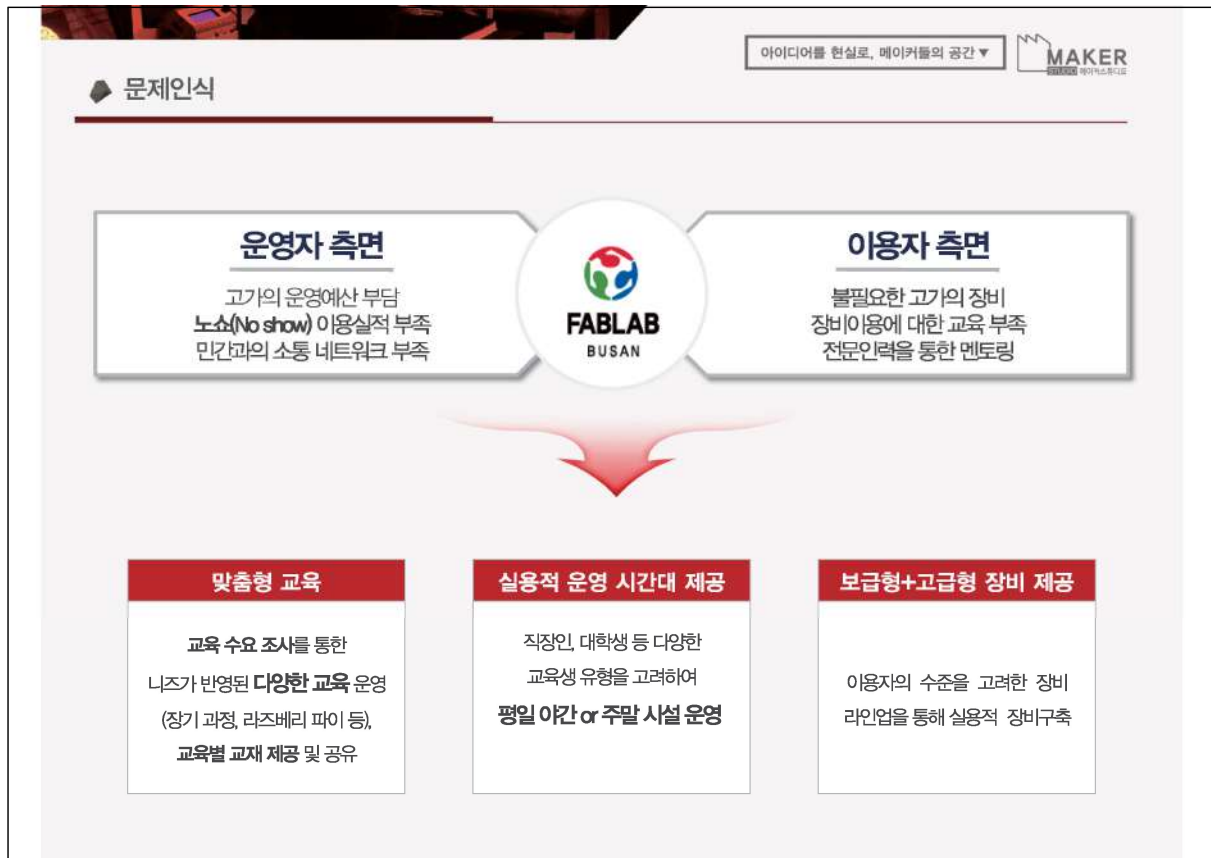 아이디어를 현실로, 메이커들의 공간 ▼
MAKER
STUDIO 메이커스튜디오
문제인식
운영자 측면
고가의 운영예산 부담
노쇼(No show) 이용실적 부족
민간과의 소통 네트워크 부족
FABLAB
BUSAN
이용자 측면
불필요한 고가의 장비
장비이용에 대한 교육 부족
전문인력을 통한 멘토링
맞춤형 교육
교육 수요 조사를 통한
니즈가 반영된 다양한 교육 운영
(장기 과정, 라즈베리 파이 등),
교육별 교재 제공 및 공유
실용적 운영 시간대 제공
직장인, 대학생 등 다양한
교육생 유형을 고려하여
평일 야간 or 주말 시설 운영
보급형+고급형 장비 제공
이용자의 수준을 고려한 장비
라인업을 통해 실용적 장비구축